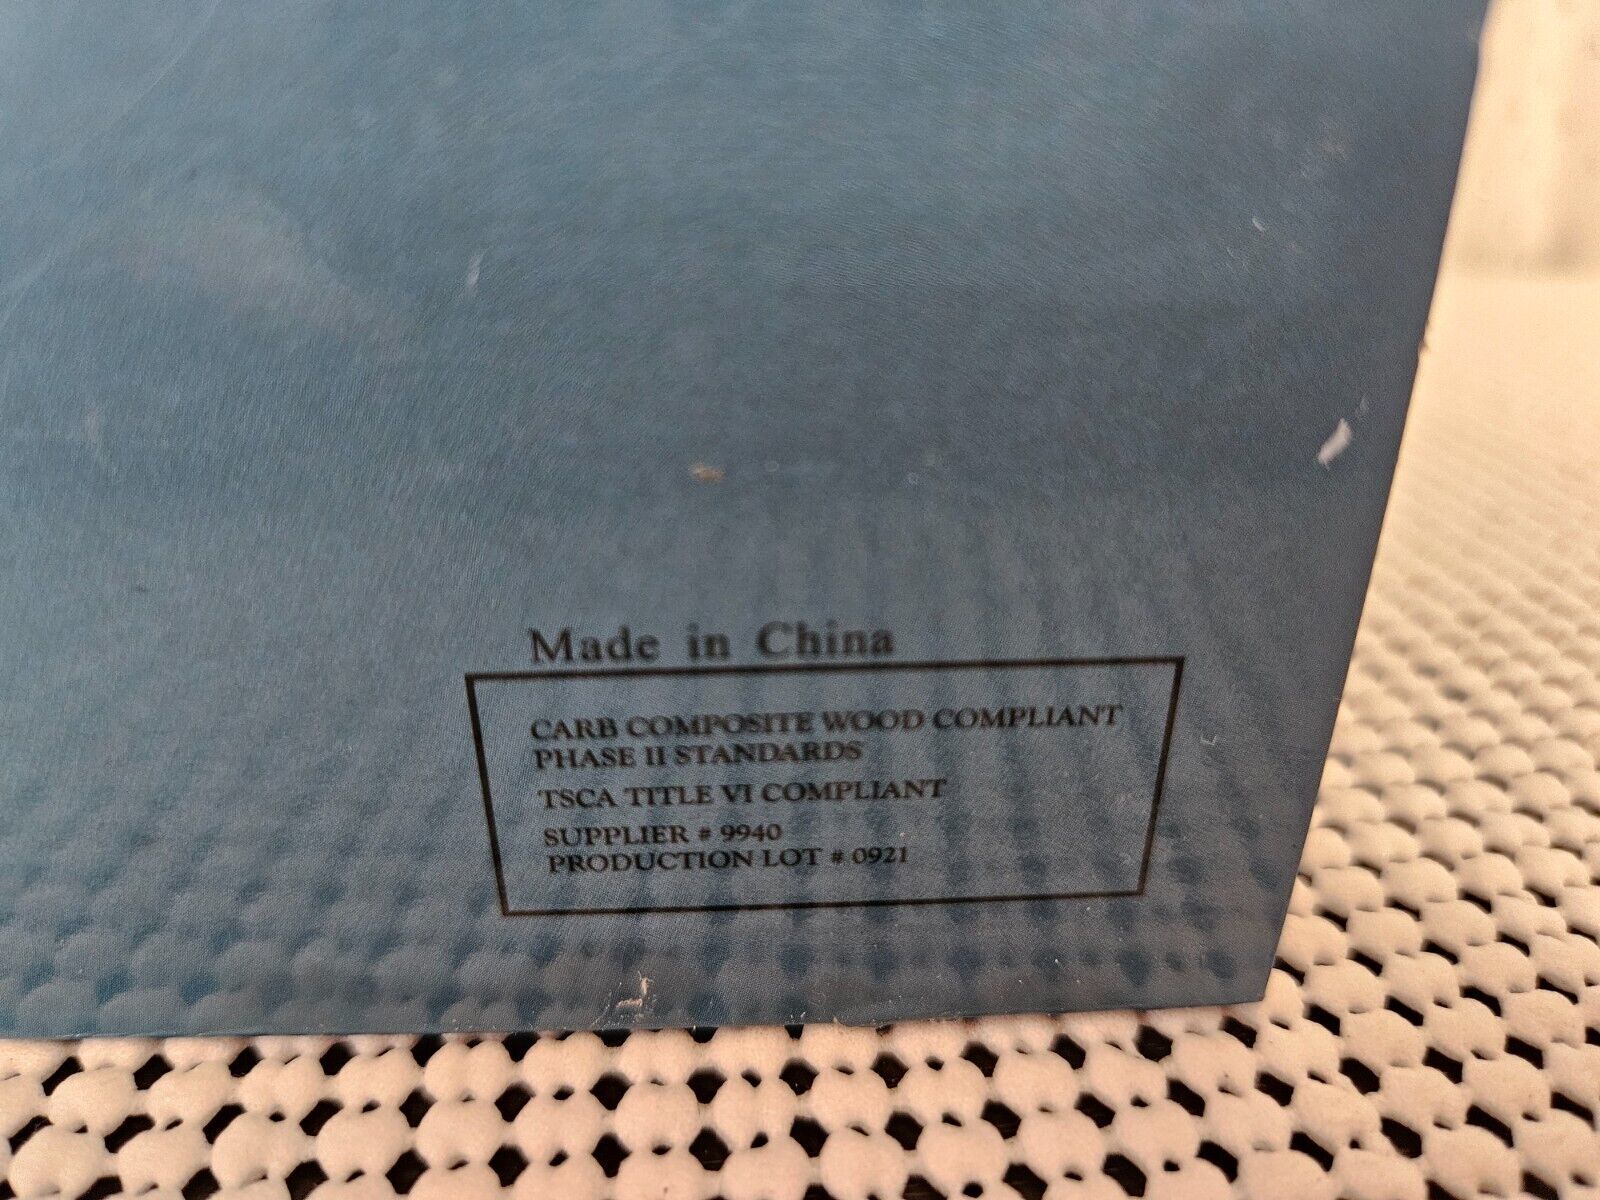 Made in China
CARB COMPOSITE WOOD COMPLIANT
PHASE II STANDARDS
TSCA TITLE VI COMPLIANT
SUPPLIER # 9940
PRODUCTION LOT # 0921